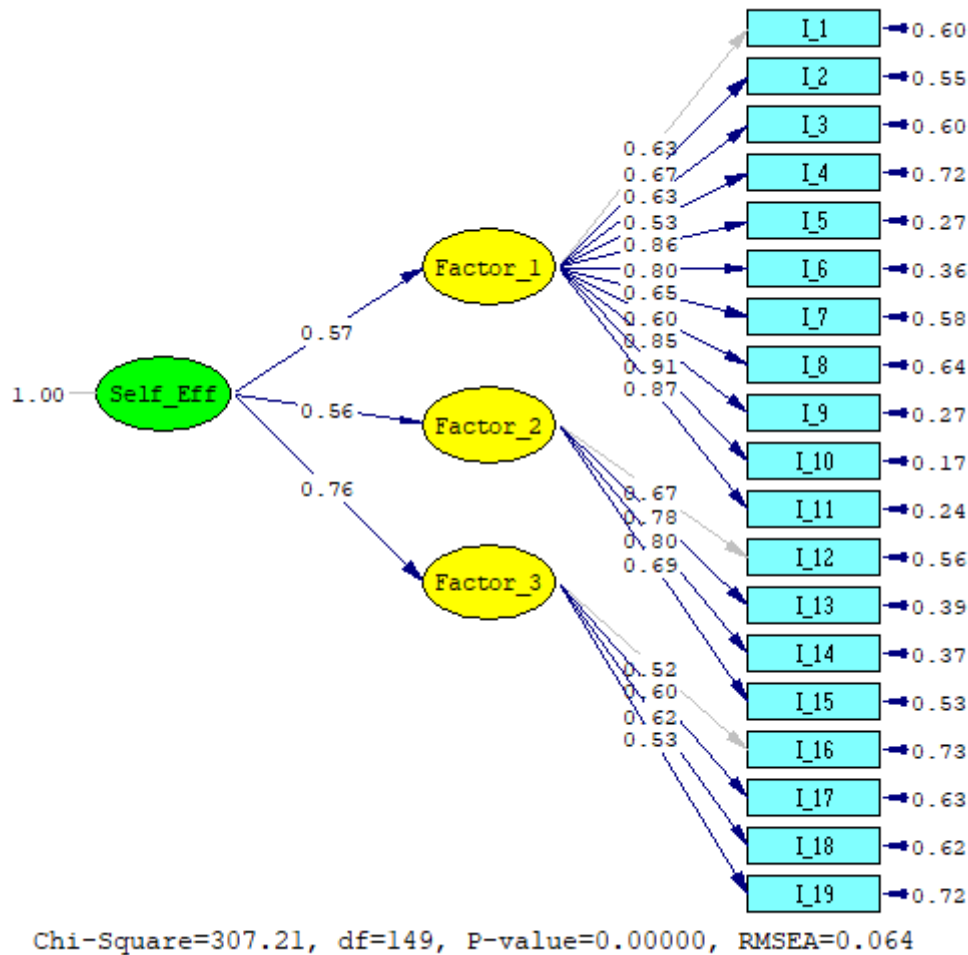 I_1 0.60
I_2 0.55
I_3 0.60
I_4 0.72
I_5 0.27
I_6 0.36
I_7 0.58
I_8 0.64
I_9 0.27
I_10 0.17
I_11 0.24
I_12 0.56
I_13 0.39
I_14 0.37
I_15 0.53
I_16 0.73
I_17 0.63
I_18 0.62
I_19 0.72
0.63
0.67
0.63
0.53
0.86
0.80
0.65
0.60
0.85
0.91
0.87
Factor_1
0.57
1.00 Self_Eff
0.56
Factor_2
0.76
0.67
0.78
0.80
0.69
Factor_3
0.52
0.60
0.62
0.53
Chi-Square=307.21, df=149, P-value=0.00000, RMSEA=0.064